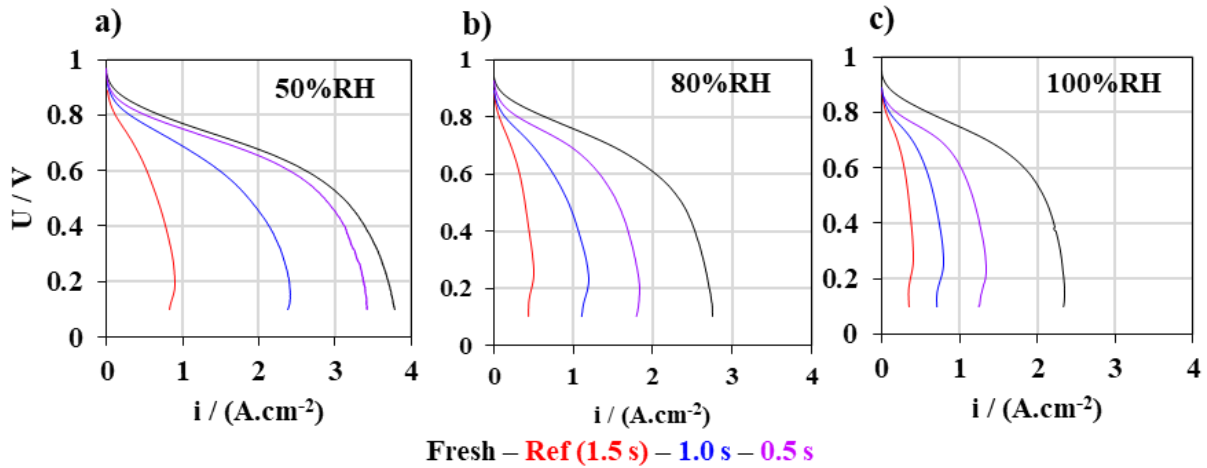 a)
50%RH
1
0.8
0.6
0.4
0.2
0
U / V
0 1 2 3 4
i / (A.cm-2)
b)
80%RH
1
0.8
0.6
0.4
0.2
0
0 1 2 3 4
i / (A.cm-2)
c)
100%RH
1
0.8
0.6
0.4
0.2
0
0 1 2 3 4
i / (A.cm-2)
Fresh – Ref (1.5 s) – 1.0 s – 0.5 s